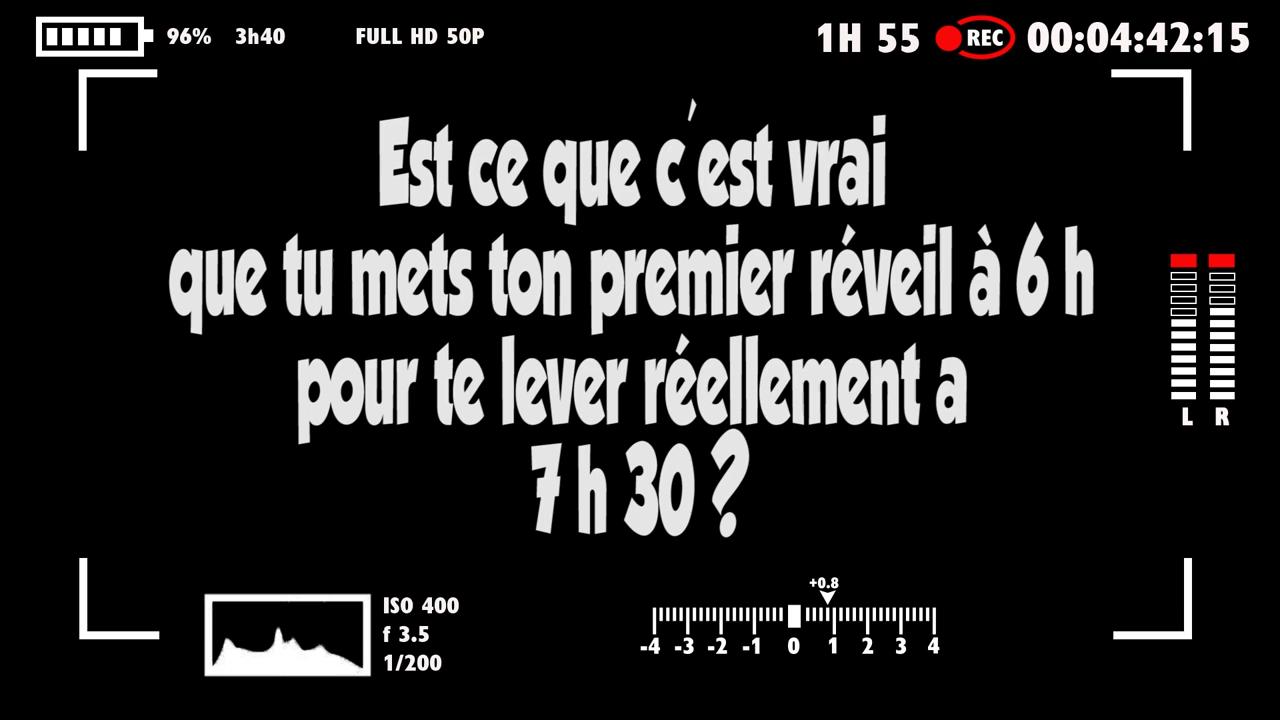 96% 3h40 FULL HD 50P 1H 55 REC 00:04:42:15
Est ce que c´est vrai
que tu mets ton premier réveil à 6 h
pour te lever réellement a
7 h 30 ?
L R
+0.8
ISO 400
f 3.5
1/200
-4 -3 -2 -1 0 1 2 3 4